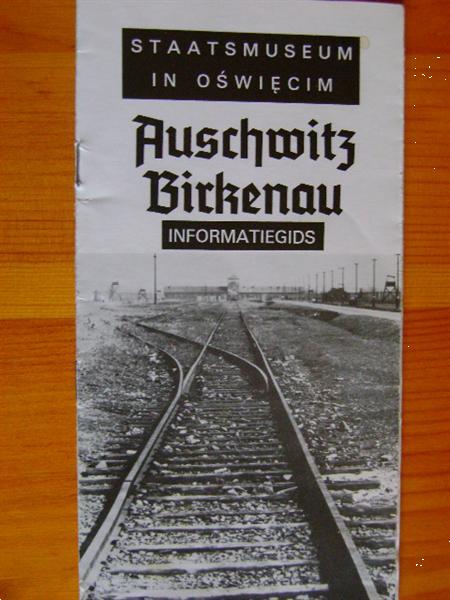 STAATSMUSEUM
IN OŚWIĘCIM
Auschwitz
Birkenau
INFORMATIEGIDS